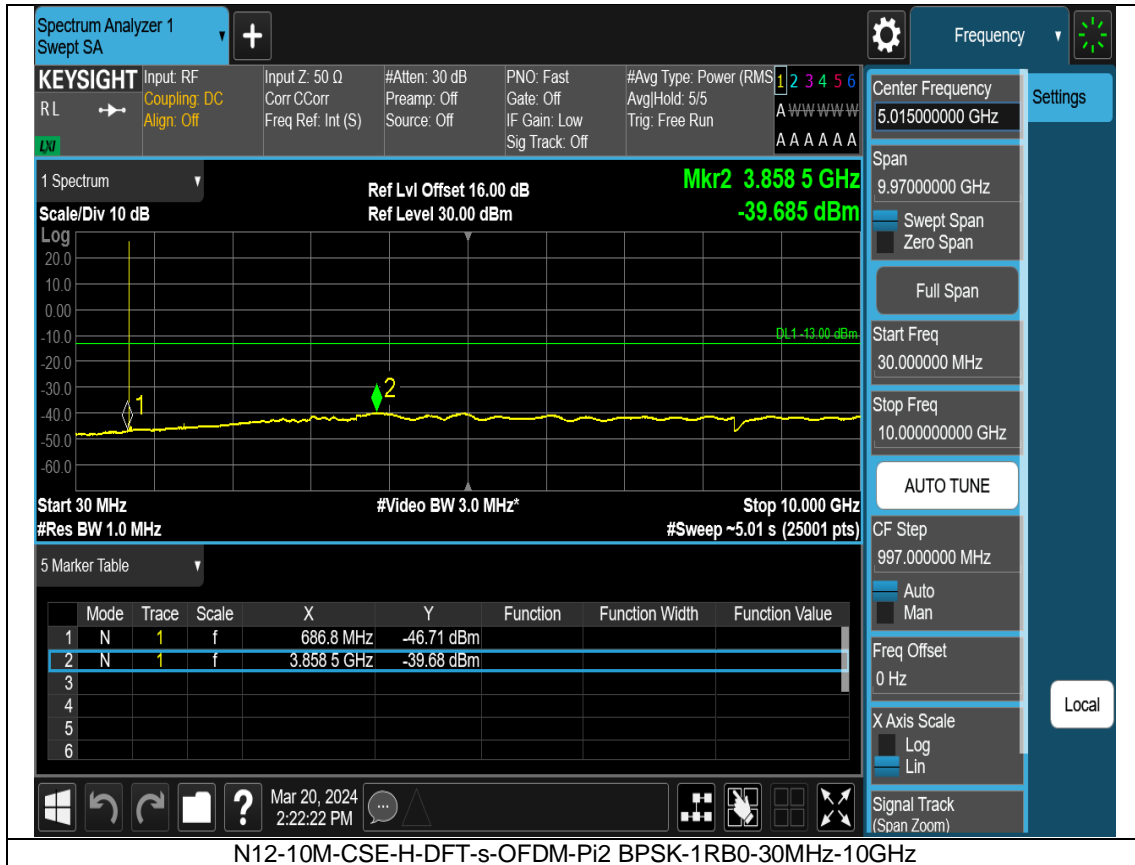 Spectrum Analyzer 1
Swept SA
Frequency
KEYSIGHT
R L
LXI
Input: RF
Coupling: DC
Align: Off
Input Z: 50 Ω
Corr CCorr
Freq Ref: Int (S)
#Atten: 30 dB
Preamp: Off
Source: Off
PNO: Fast
Gate: Off
IF Gain: Low
Sig Track: Off
#Avg Type: Power (RMS
Avg|Hold: 5/5
Trig: Free Run
1 2 3 4 5 6
A W W W W W
A A A A A A
1 Spectrum
Scale/Div 10 dB
Ref Lvl Offset 16.00 dB
Ref Level 30.00 dBm
Mkr2 3.858 5 GHz
-39.685 dBm
Log
20.0
10.0
0.00
-10.0
-20.0
-30.0
-40.0
-50.0
-60.0
DL1 -13.00 dBm
1
2
Start 30 MHz
#Res BW 1.0 MHz
#Video BW 3.0 MHz*
Stop 10.000 GHz
#Sweep ~5.01 s (25001 pts)
5 Marker Table
Mode Trace Scale X Y Function Function Width Function Value
1 N 1 f 686.8 MHz -46.71 dBm
2 N 1 f 3.858 5 GHz -39.68 dBm
3
4
5
6
Center Frequency
5.015000000 GHz
Span
9.97000000 GHz
Swept Span
Zero Span
Full Span
Start Freq
30.000000 MHz
Stop Freq
10.000000000 GHz
AUTO TUNE
CF Step
997.000000 MHz
Auto
Man
Freq Offset
0 Hz
X Axis Scale
Log
Lin
Signal Track
(Span Zoom)
Settings
Local
?
Mar 20, 2024
2:22:22 PM
N12-10M-CSE-H-DFT-s-OFDM-Pi2 BPSK-1RB0-30MHz-10GHz